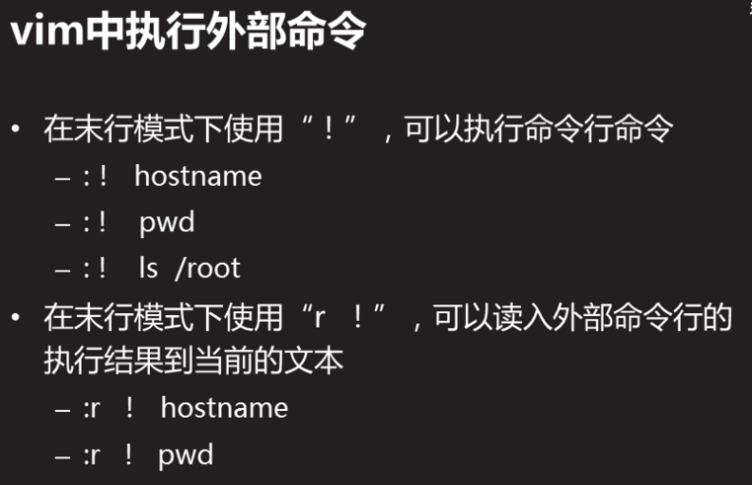 vim中执行外部命令
• 在末行模式下使用“！”，可以执行命令行命令
– :！ hostname
– :！ pwd
– :！ ls /root
• 在末行模式下使用“r ！”，可以读入外部命令行的
执行结果到当前的文本
– :r ！ hostname
– :r ！ pwd